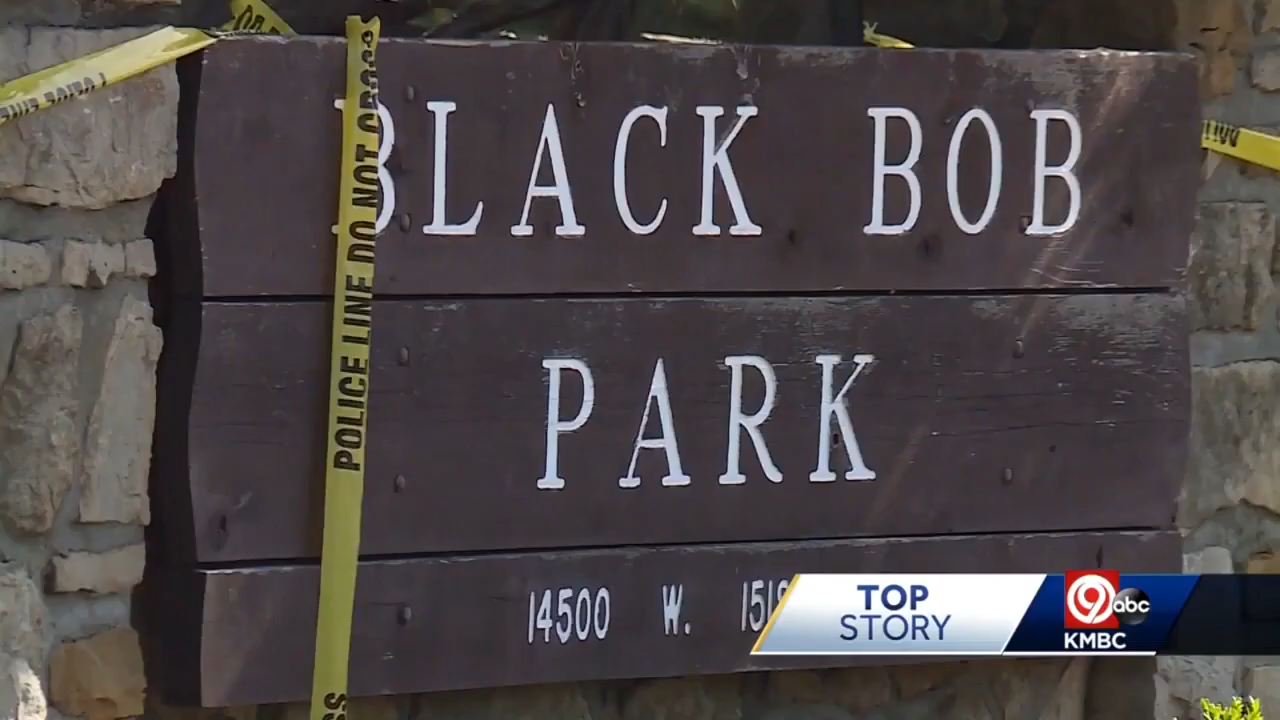 BLACK BOB
PARK
14500 W.
POLICE LINE DO NOT CROSS
TOP
STORY
9 abc
KMBC